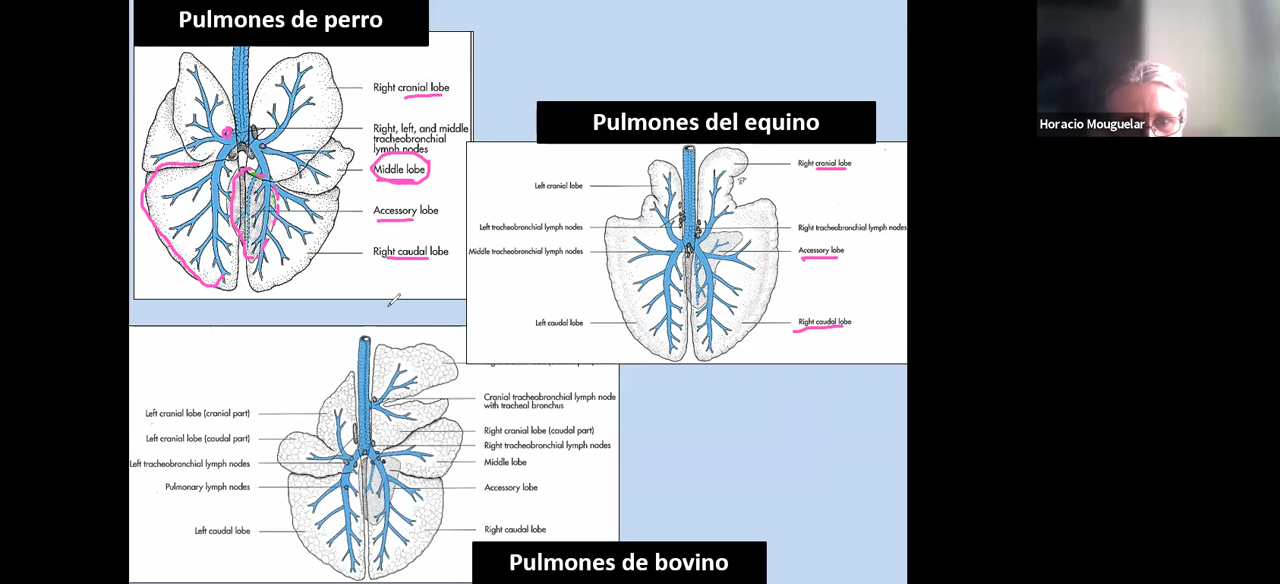 Pulmones de perro
Right cranial lobe
Right, left, and middle
tracheobronchial
lymph nodes
Middle lobe
Accessory lobe
Right caudal lobe
Pulmones del equino
Right cranial lobe
Left cranial lobe
Left tracheobronchial lymph nodes
Right tracheobronchial lymph nodes
Middle tracheobronchial lymph nodes
Accessory lobe
Left caudal lobe
Right caudal lobe
Cranial tracheobronchial lymph node
with tracheal bronchus
Left cranial lobe (cranial part)
Right cranial lobe (caudal part)
Left cranial lobe (caudal part)
Right tracheobronchial lymph nodes
Left tracheobronchial lymph nodes
Middle lobe
Pulmonary lymph nodes
Accessory lobe
Left caudal lobe
Right caudal lobe
Pulmones de bovino
Horacio Mouguelar